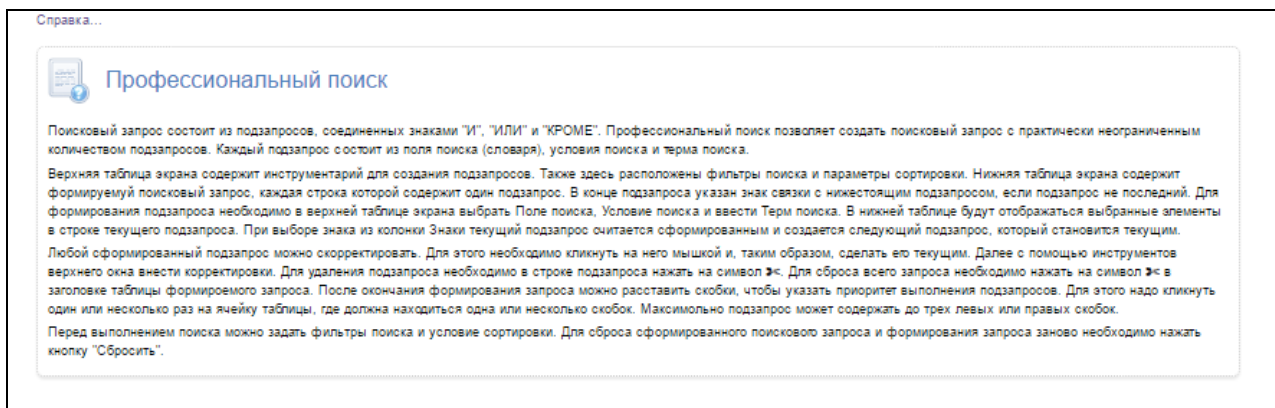 Справка...
Профессиональный поиск
Поисковый запрос состоит из подзапросов, соединенных знаками "И", "ИЛИ" и "КРОМЕ". Профессиональный поиск позволяет создать поисковый запрос с практически неограниченным
количеством подзапросов. Каждый подзапрос состоит из поля поиска (словаря), условия поиска и терма поиска.
Верхняя таблица экрана содержит инструментарий для создания подзапросов. Также здесь расположены фильтры поиска и параметры сортировки. Нижняя таблица экрана содержит
формируемуй поисковый запрос, каждая строка которой содержит один подзапрос. В конце подзапроса указан знак связки с нижестоящим подзапросом, если подзапрос не последний. Для
формирования подзапроса необходимо в верхней таблице экрана выбрать Поле поиска, Условие поиска и ввести Терм поиска. В нижней таблице будут отображаться выбранные элементы
в строке текущего подзапроса. При выборе знака из колонки Знаки текущий подзапрос считается сформированным и создается следующий подзапрос, который становится текущим.
Любой сформированный подзапрос можно скорректировать. Для этого необходимо кликнуть на него мышкой и, таким образом, сделать его текущим. Далее с помощью инструментов
верхнего окна внести корректировки. Для удаления подзапроса необходимо в строке подзапроса нажать на символ ✂. Для сброса всего запроса необходимо нажать на символ ✂ в
заголовке таблицы формироемого запроса. После окончания формирования запроса можно расставить скобки, чтобы указать приоритет выполнения подзапросов. Для этого надо кликнуть
один или несколько раз на ячейку таблицы, где должна находиться одна или несколько скобок. Максимально подзапрос может содержать до трех левых или правых скобок.
Перед выполнением поиска можно задать фильтры поиска и условие сортировки. Для сброса сформированного поискового запроса и формирования запроса заново необходимо нажать
кнопку "Сбросить".